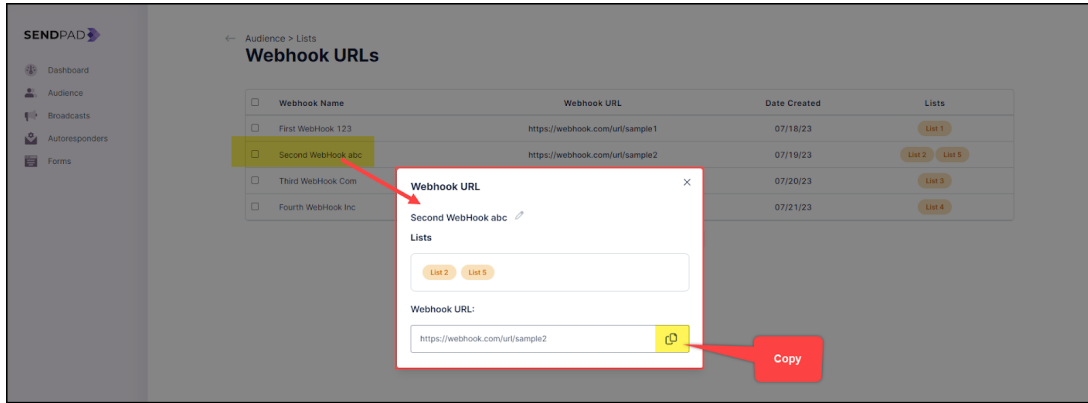 SENDPAD
Dashboard
Audience
Broadcasts
Autoresponders
Forms
← Audience > Lists
Webhook URLs
Webhook Name Webhook URL Date Created Lists
First WebHook 123 https://webhook.com/url/sample1 07/18/23 List 1
Second WebHook abc https://webhook.com/url/sample2 07/19/23 List 2 List 5
Third WebHook Com 07/20/23 List 3
Fourth WebHook Inc 07/21/23 List 4
Webhook URL
Second WebHook abc
Lists
List 2 List 5
Webhook URL:
https://webhook.com/url/sample2
Copy